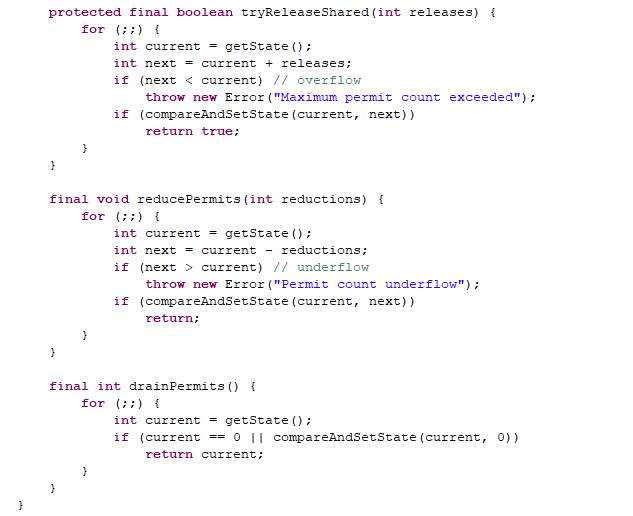 protected final boolean tryReleaseShared(int releases) {
        for (;;) {
            int current = getState();
            int next = current + releases;
            if (next < current) // overflow
                throw new Error("Maximum permit count exceeded");
            if (compareAndSetState(current, next))
                return true;
        }
    }

    final void reducePermits(int reductions) {
        for (;;) {
            int current = getState();
            int next = current - reductions;
            if (next > current) // underflow
                throw new Error("Permit count underflow");
            if (compareAndSetState(current, next))
                return;
        }
    }

    final int drainPermits() {
        for (;;) {
            int current = getState();
            if (current == 0 || compareAndSetState(current, 0))
                return current;
        }
    }
}